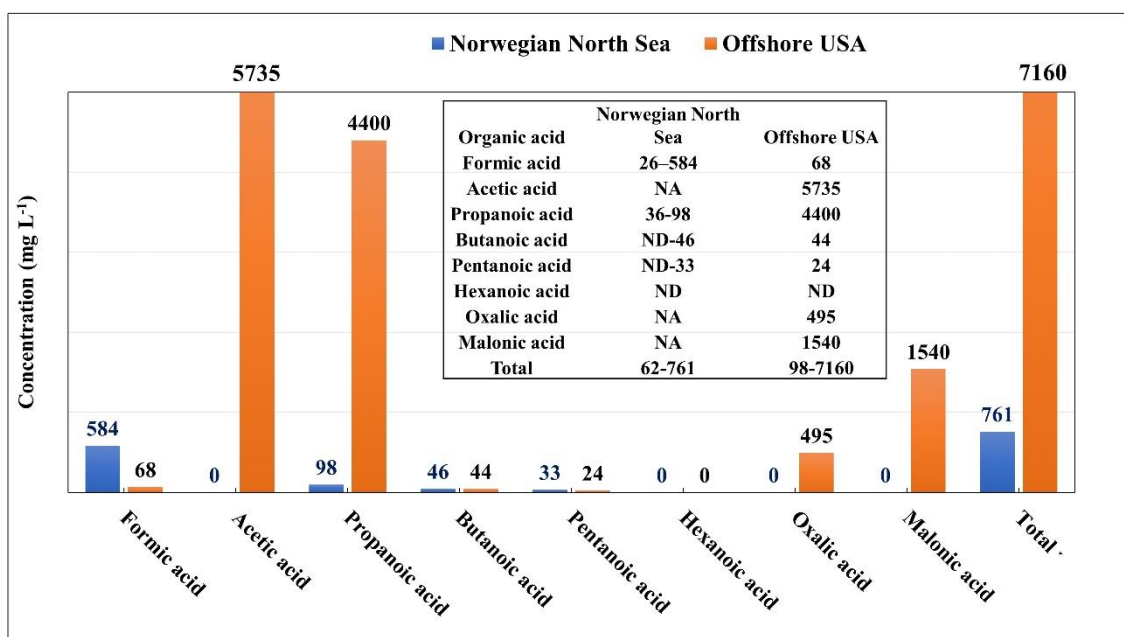 Norwegian North Sea Offshore USA
5735
7160
4400
Norwegian North
Organic acid Sea Offshore USA
Formic acid 26–584 68
Acetic acid NA 5735
Propanoic acid 36-98 4400
Butanoic acid ND-46 44
Pentanoic acid ND-33 24
Hexanoic acid ND ND
Oxalic acid NA 495
Malonic acid NA 1540
Total 62-761 98-7160
Concentration (mg L⁻¹)
584 68 0 98 46 44 33 24 0 0 0 495 0 1540 761
Formic acid
Acetic acid
Propanoic acid
Butanoic acid
Pentanoic acid
Hexanoic acid
Oxalic acid
Malonic acid
Total